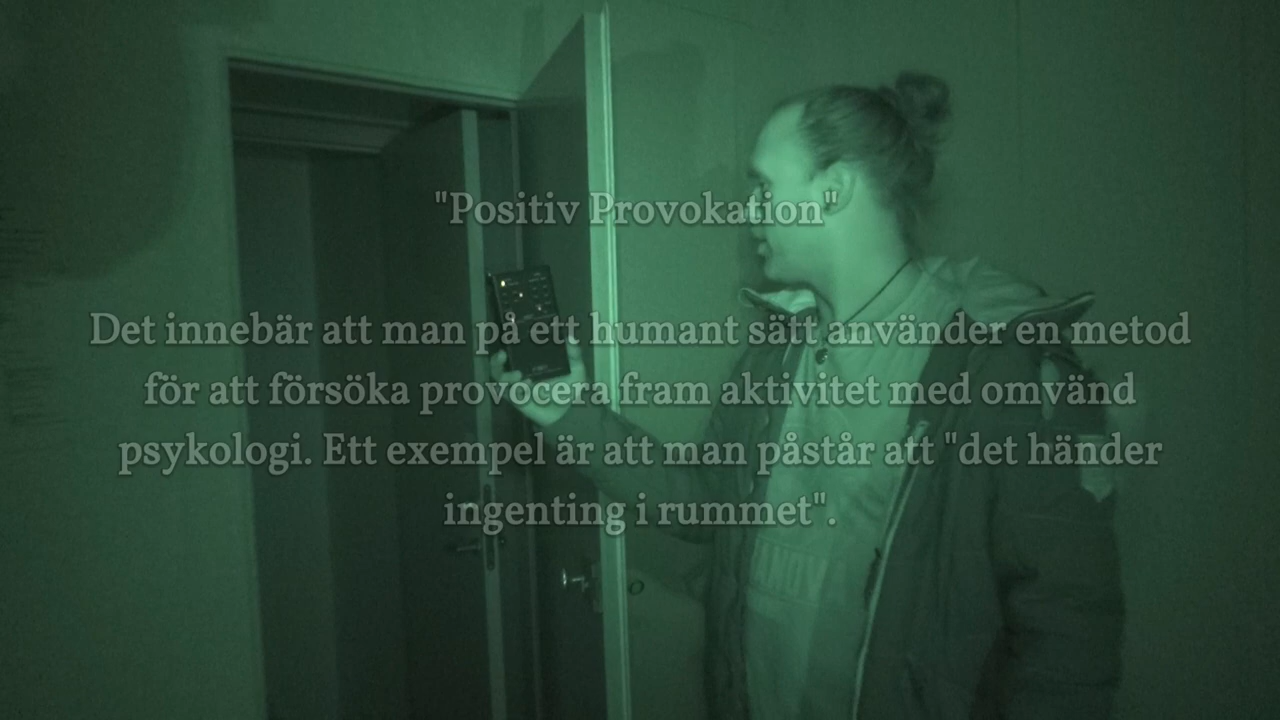 "Positiv Provokation"
Det innebär att man på ett humant sätt använder en metod
för att försöka provocera fram aktivitet med omvänd
psykologi. Ett exempel är att man påstår att "det händer
ingenting i rummet".